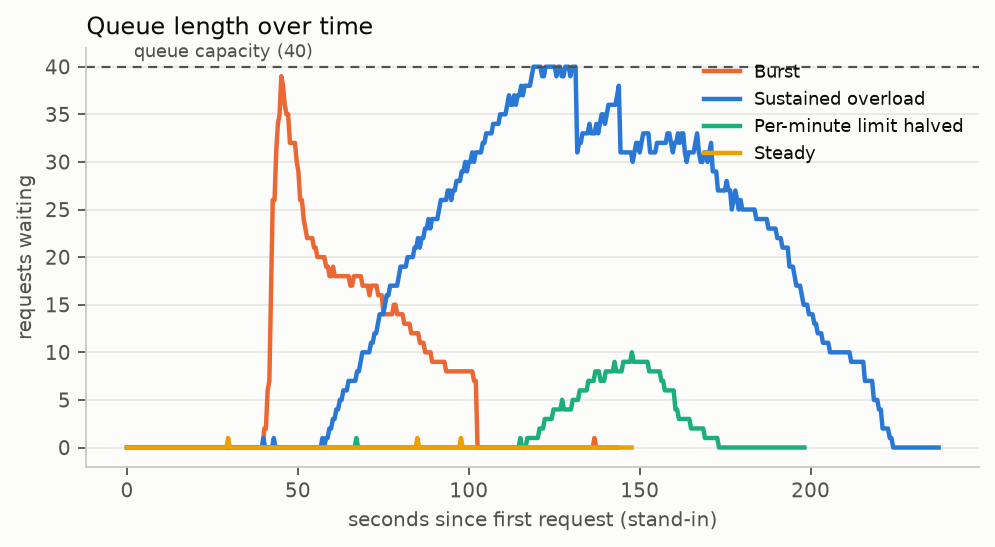 Queue length over time
queue capacity (40)
Burst
Sustained overload
Per-minute limit halved
Steady
requests waiting
40
35
30
25
20
15
10
5
0
0 50 100 150 200
seconds since first request (stand-in)